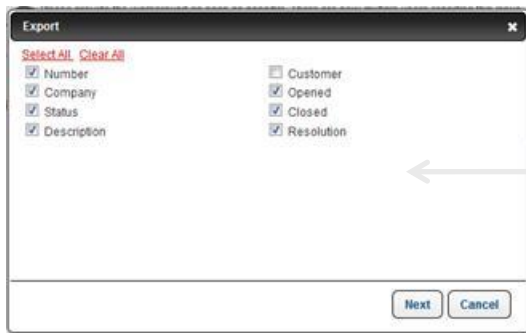 Export
Select All Clear All
Number
Customer
Company
Opened
Status
Closed
Description
Resolution
Next
Cancel